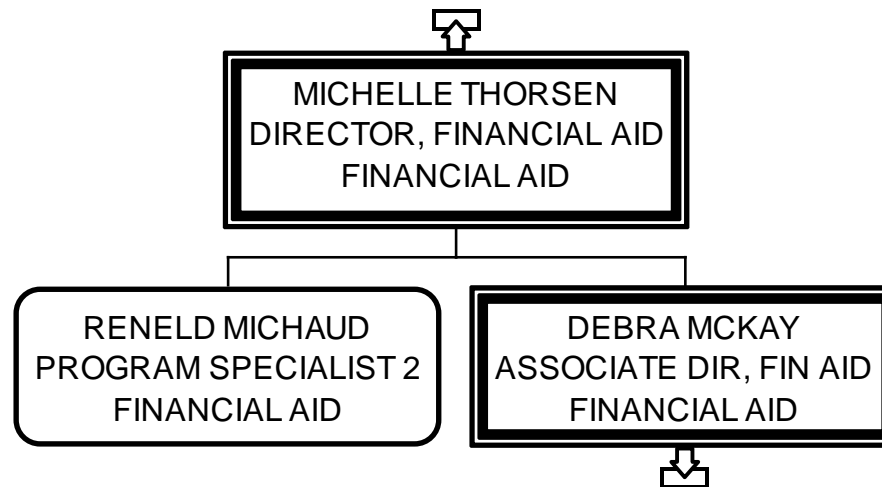 MICHELLE THORSEN
DIRECTOR, FINANCIAL AID
FINANCIAL AID
RENELD MICHAUD
PROGRAM SPECIALIST 2
FINANCIAL AID
DEBRA MCKAY
ASSOCIATE DIR, FIN AID
FINANCIAL AID